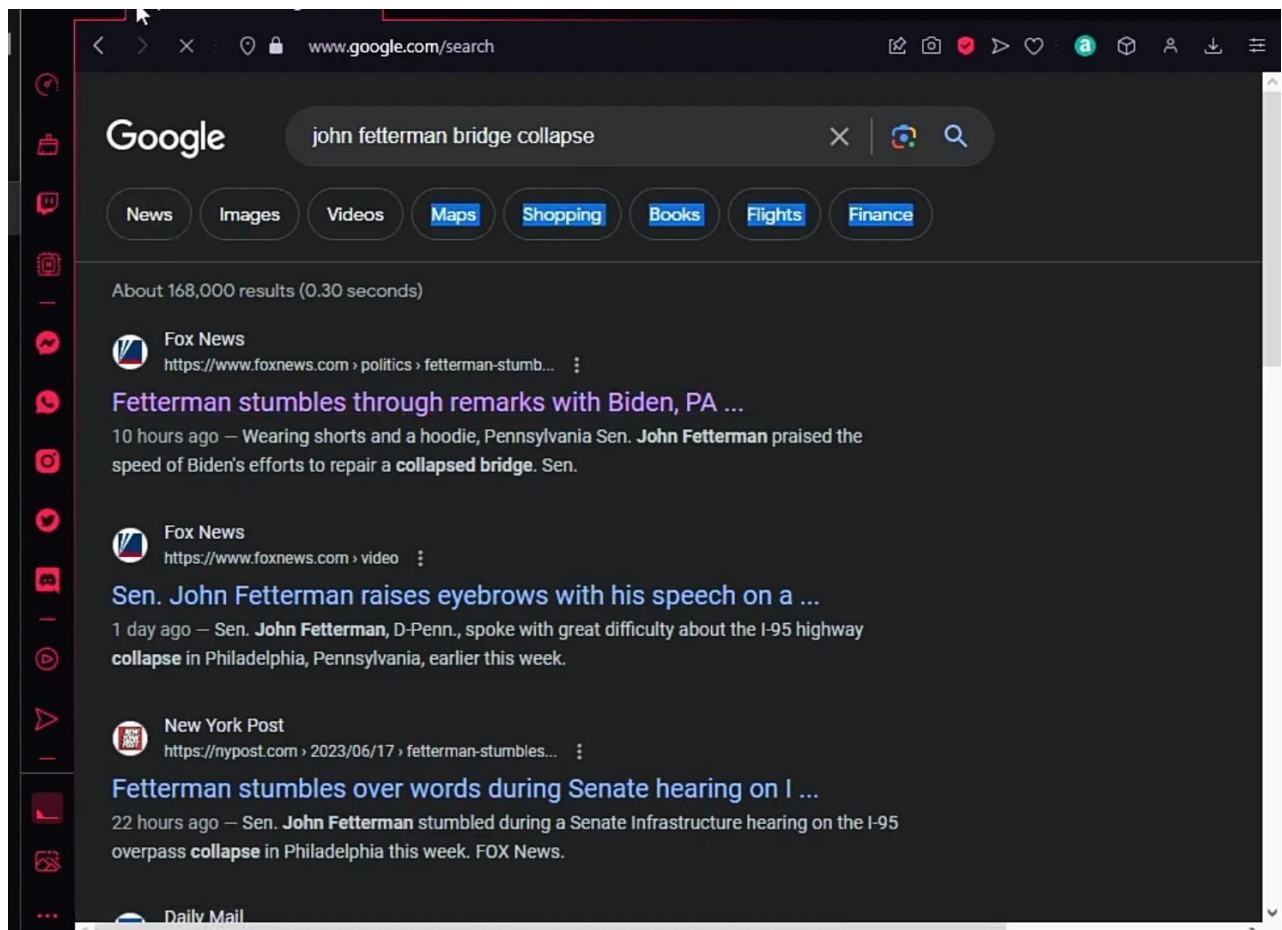 www.google.com/search
a
Google
john fetterman bridge collapse
News Images Videos Maps Shopping Books Flights Finance
About 168,000 results (0.30 seconds)
Fox News
https://www.foxnews.com › politics › fetterman-stumb...
Fetterman stumbles through remarks with Biden, PA ...
10 hours ago — Wearing shorts and a hoodie, Pennsylvania Sen. John Fetterman praised the
speed of Biden's efforts to repair a collapsed bridge. Sen.
Fox News
https://www.foxnews.com › video
Sen. John Fetterman raises eyebrows with his speech on a ...
1 day ago — Sen. John Fetterman, D-Penn., spoke with great difficulty about the I-95 highway
collapse in Philadelphia, Pennsylvania, earlier this week.
New York Post
https://nypost.com › 2023/06/17 › fetterman-stumbles...
Fetterman stumbles over words during Senate hearing on I ...
22 hours ago — Sen. John Fetterman stumbled during a Senate Infrastructure hearing on the I-95
overpass collapse in Philadelphia this week. FOX News.
Daily Mail